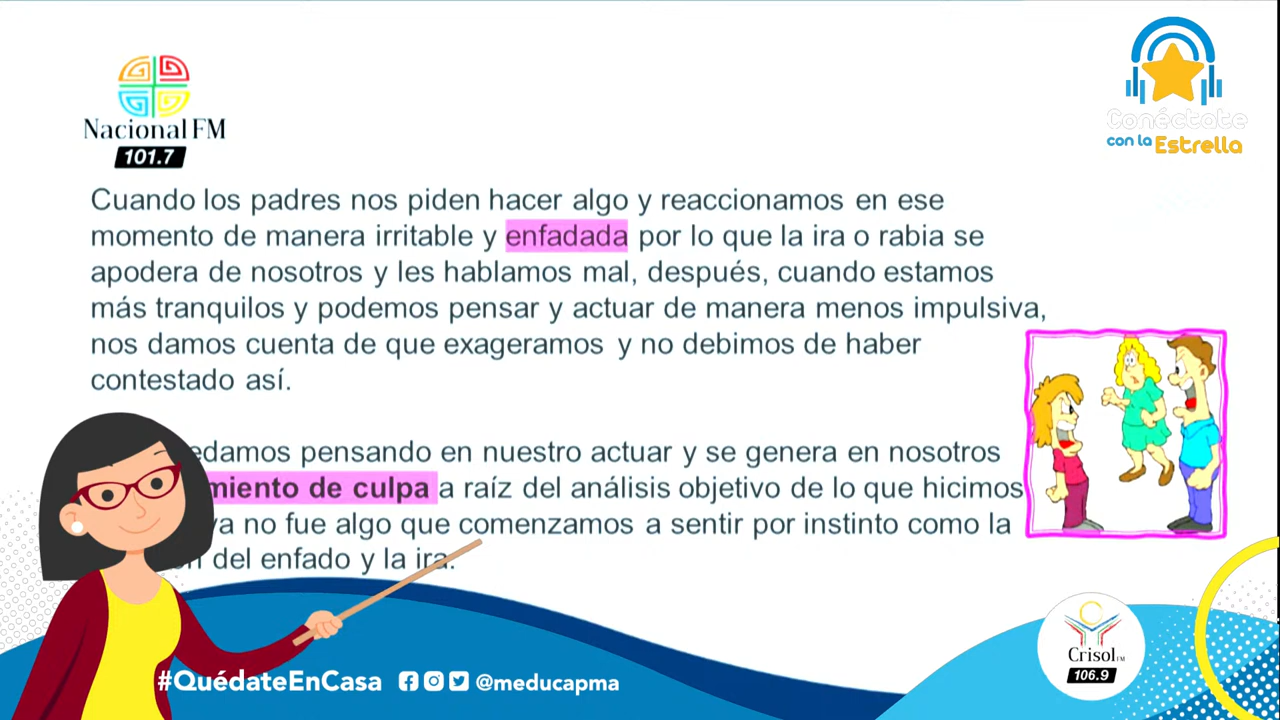 Nacional FM
101.7
Conéctate
con la Estrella
Cuando los padres nos piden hacer algo y reaccionamos en ese
momento de manera irritable y enfadada por lo que la ira o rabia se
apodera de nosotros y les hablamos mal, después, cuando estamos
más tranquilos y podemos pensar y actuar de manera menos impulsiva,
nos damos cuenta de que exageramos y no debimos de haber
contestado así.
edamos pensando en nuestro actuar y se genera en nosotros
miento de culpa a raíz del análisis objetivo de lo que hicimos
ya no fue algo que comenzamos a sentir por instinto como la
del enfado y la ira.
#QuédateEnCasa @meducapma
Crisol FM
106.9